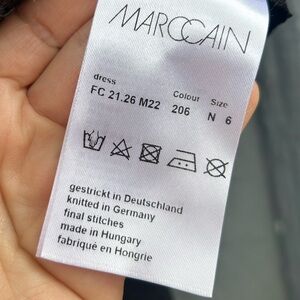 MARCCAIN
dress Colour Size
FC 21.26 M22 206 N 6
gestrickt in Deutschland
knitted in Germany
final stitches
made in Hungary
fabriqué en Hongrie